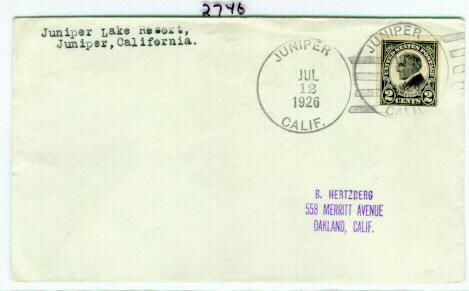 2746
Juniper Lake Resort,
Juniper, California.
JUNIPER
JUL
12
1926
CALIF.
JUNIPER
CALIF.
UNITED STATES POSTAGE
2 CENTS 2
B. HERTZBERG
558 MERRITT AVENUE
OAKLAND, CALIF.